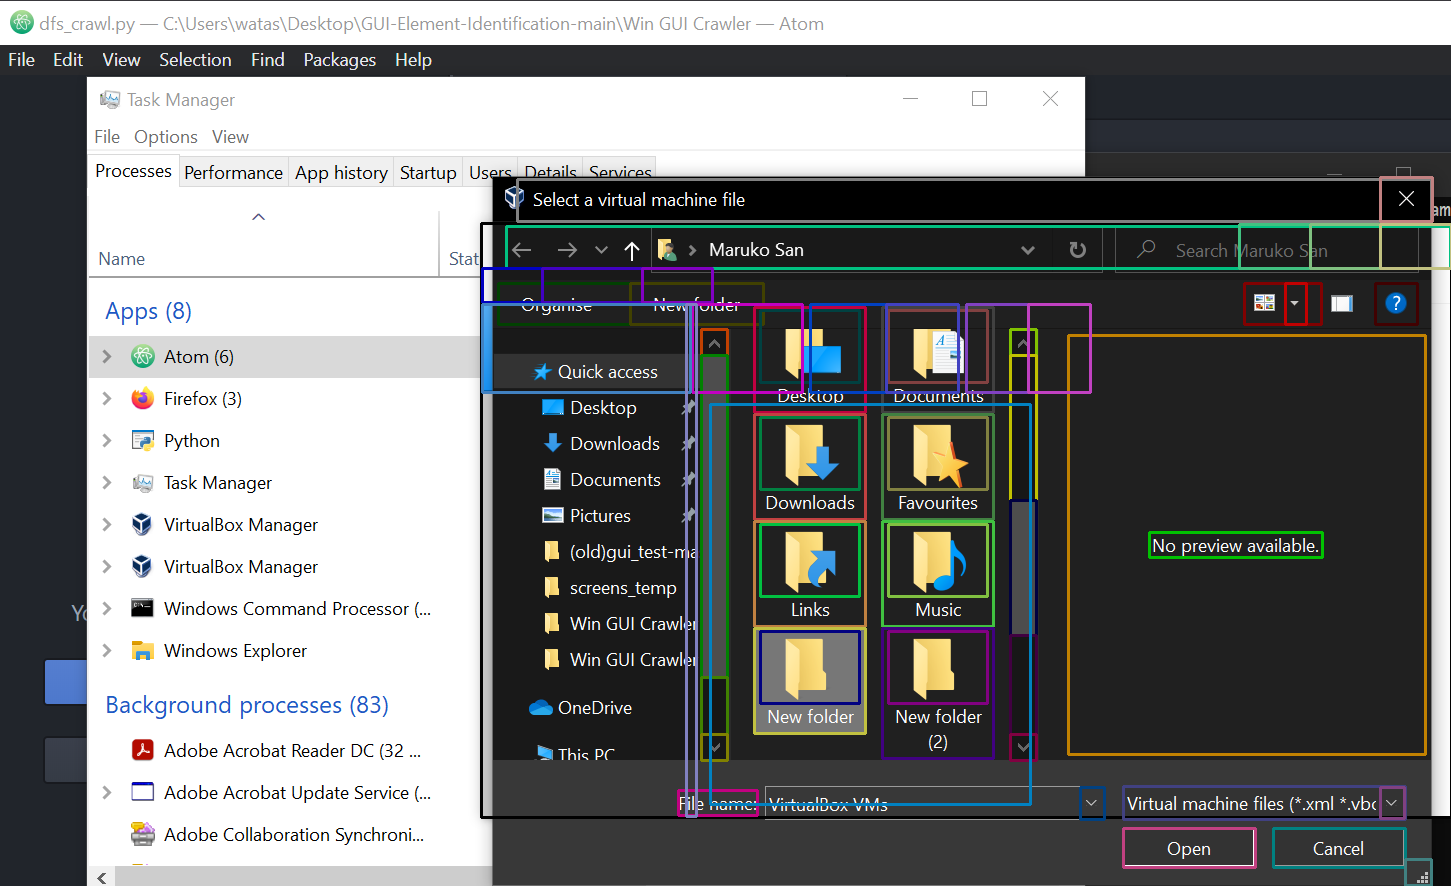 dfs_crawl.py — C:\Users\watas\Desktop\GUI-Element-Identification-main\Win GUI Crawler — Atom
File Edit View Selection Find Packages Help
Task Manager
File Options View
Processes Performance App history Startup Users Details Services
Name
Apps (8)
Atom (6)
Firefox (3)
Python
Task Manager
VirtualBox Manager
VirtualBox Manager
Windows Command Processor (...
Windows Explorer
Background processes (83)
Adobe Acrobat Reader DC (32 ...
Adobe Acrobat Update Service (...
Adobe Collaboration Synchroni...
Select a virtual machine file
Maruko San
Search Maruko San
Organise New folder
Quick access
Desktop
Downloads
Documents
Pictures
(old)gui_test-ma
screens_temp
Win GUI Crawler
Win GUI Crawler
OneDrive
This PC
Desktop Documents
Downloads Favourites
Links Music
New folder New folder
(2)
No preview available.
File name: VirtualBox VMs
Virtual machine files (*.xml *.vbo
Open Cancel